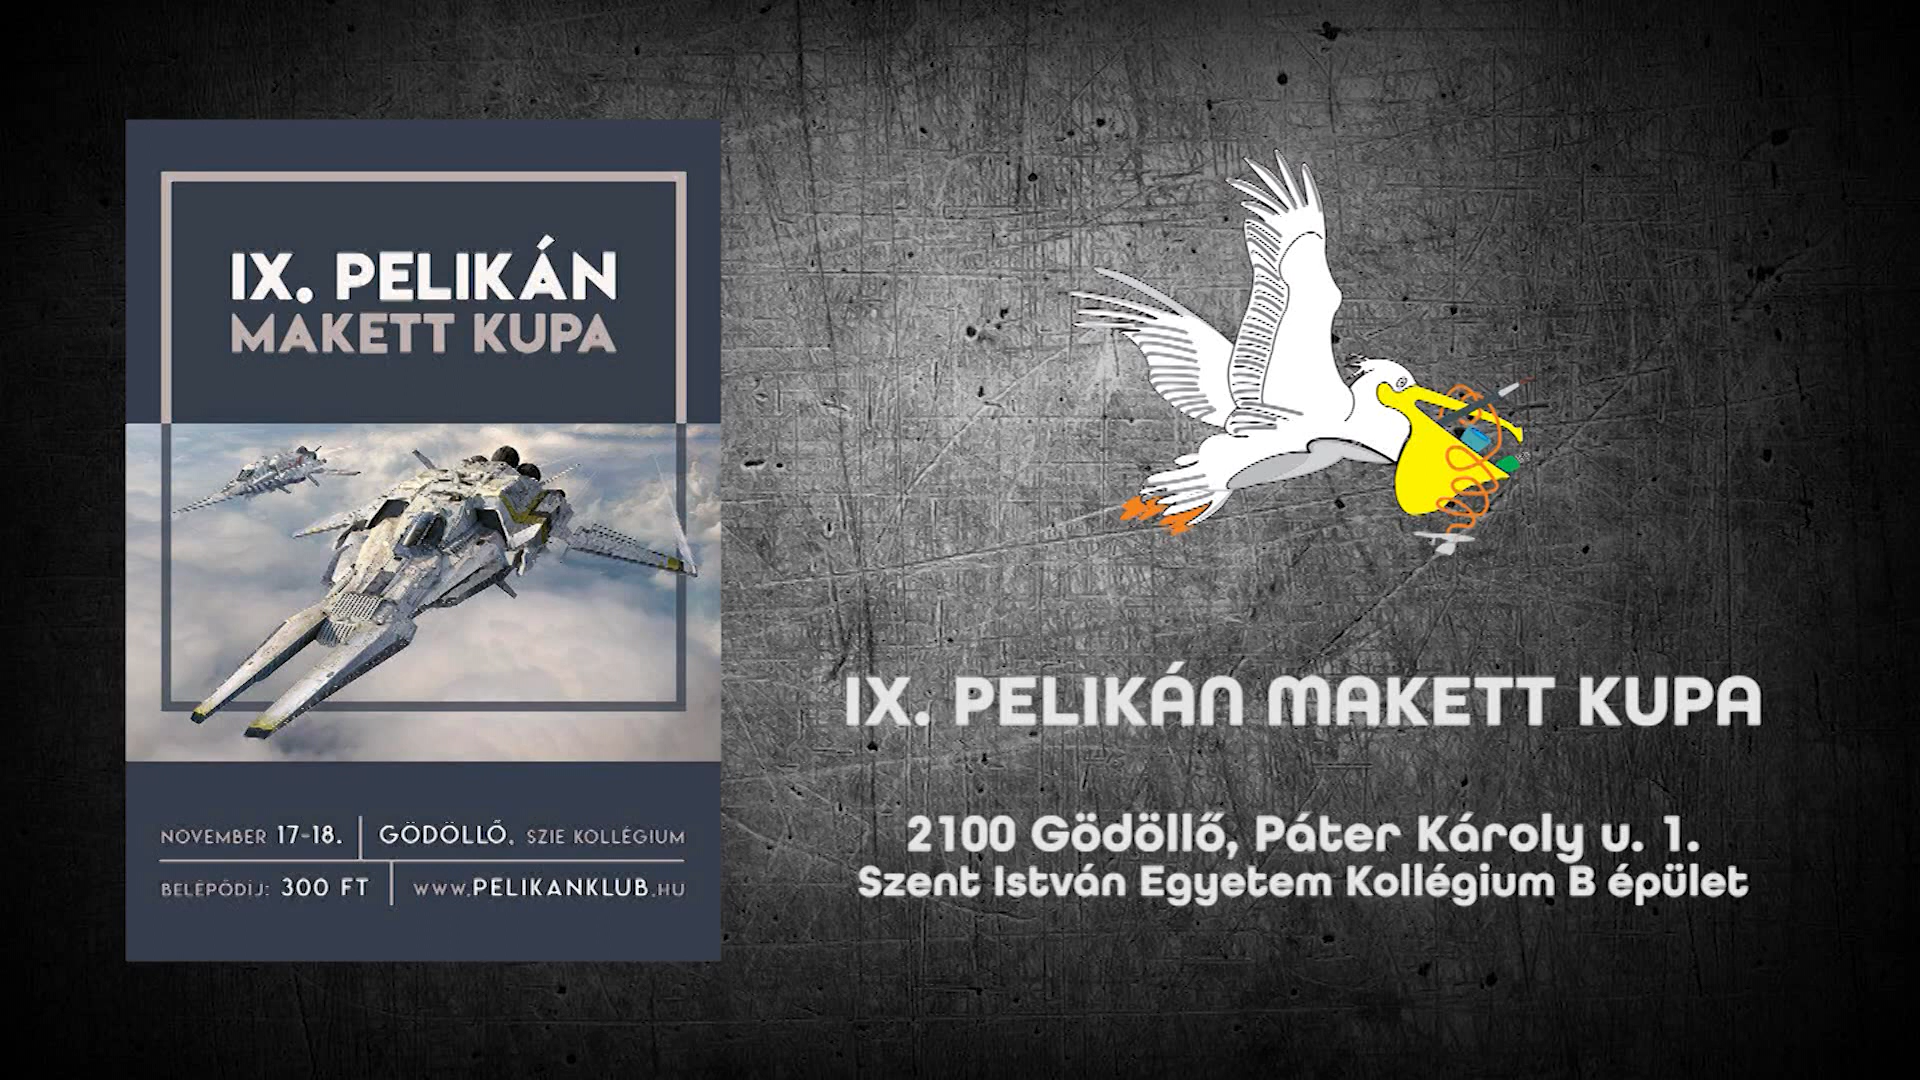 IX. PELIKÁN
MAKETT KUPA
NOVEMBER 17-18. GÖDÖLLŐ, SZIE KOLLÉGIUM
BELÉPŐDÍJ: 300 FT WWW.PELIKANKLUB.HU
IX. PELIKÁN MAKETT KUPA
2100 Gödöllő, Páter Károly u. 1.
Szent István Egyetem Kollégium B épület